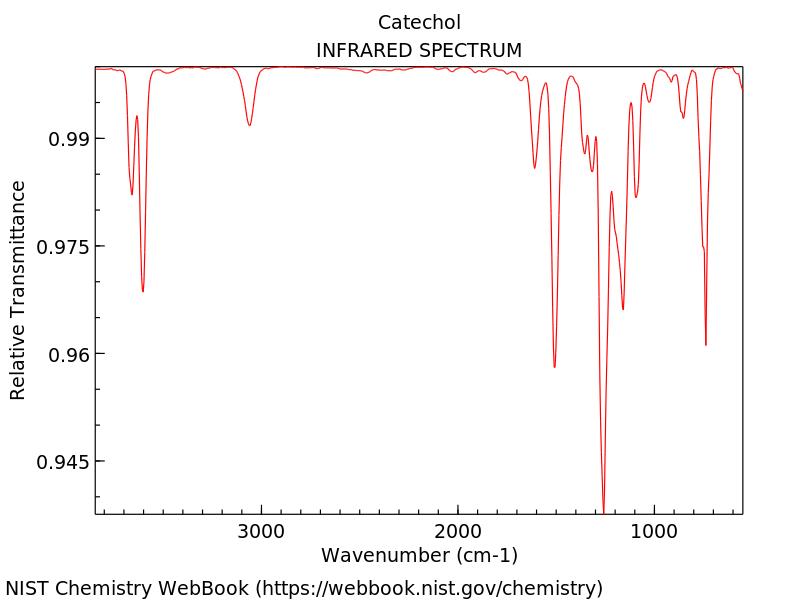 Catechol
INFRARED SPECTRUM
0.99
0.975
0.96
0.945
Relative Transmittance
3000 2000 1000
Wavenumber (cm-1)
NIST Chemistry WebBook (https://webbook.nist.gov/chemistry)